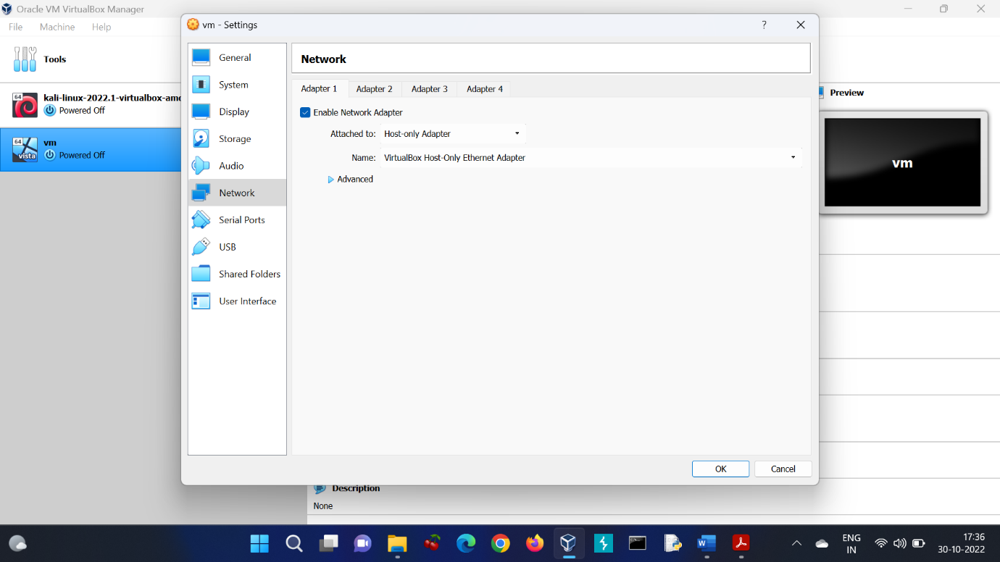 Oracle VM VirtualBox Manager
File Machine Help
Tools
64
kali-linux-2022.1-virtualbox-amd
Powered Off
64
vista
vm
Powered Off
vm - Settings
?
General
System
Display
Storage
Audio
Network
Serial Ports
USB
Shared Folders
User Interface
Network
Adapter 1 Adapter 2 Adapter 3 Adapter 4
Enable Network Adapter
Attached to: Host-only Adapter
Name: VirtualBox Host-Only Ethernet Adapter
Advanced
OK Cancel
Preview
vm
Description
None
ENG
IN
17:36
30-10-2022